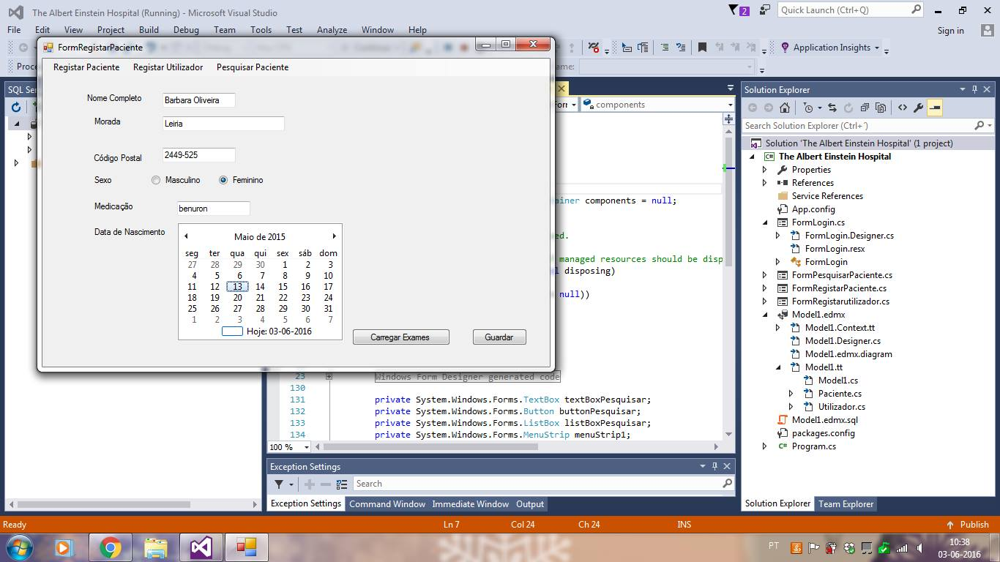 The Albert Einstein Hospital (Running) - Microsoft Visual Studio
2
Quick Launch (Ctrl+Q)
File Edit View Project Build Debug Team Tools Test Analyze Window Help
Sign in
Application Insights
FormRegistarPaciente
Registar Paciente Registar Utilizador Pesquisar Paciente
Nome Completo Barbara Oliveira
Morada Leiria
Código Postal 2449-525
Sexo Masculino Feminino
Medicação benuron
Data de Nascimento
Maio de 2015
seg ter qua qui sex sáb dom
27 28 29 30 1 2 3
4 5 6 7 8 9 10
11 12 13 14 15 16 17
18 19 20 21 22 23 24
25 26 27 28 29 30 31
1 2 3 4 5 6 7
Hoje: 03-06-2016
Carregar Exames Guardar
components
components = null;
managed resources should be disp
disposing)
null))
23 Windows Form Designer generated code
130
131 private System.Windows.Forms.TextBox textBoxPesquisar;
132 private System.Windows.Forms.Button buttonPesquisar;
133 private System.Windows.Forms.ListBox listBoxPesquisar;
134 private System.Windows.Forms.MenuStrip menuStrip1;
100 %
Exception Settings
Search
Exception Settings Command Window Immediate Window Output
Solution Explorer
Search Solution Explorer (Ctrl+´)
Solution 'The Albert Einstein Hospital' (1 project)
The Albert Einstein Hospital
Properties
References
Service References
App.config
FormLogin.cs
FormLogin.Designer.cs
FormLogin.resx
FormLogin
FormPesquisarPaciente.cs
FormRegistarPaciente.cs
FormRegistarutilizador.cs
Model1.edmx
Model1.Context.tt
Model1.Designer.cs
Model1.edmx.diagram
Model1.tt
Model1.cs
Paciente.cs
Utilizador.cs
Model1.edmx.sql
packages.config
Program.cs
Solution Explorer Team Explorer
Ready Ln 7 Col 24 Ch 24 INS Publish
PT 10:38
03-06-2016